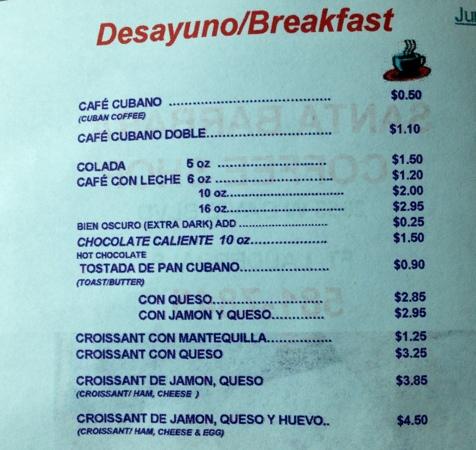 Desayuno/Breakfast
Ju
CAFÉ CUBANO .......................................... $0.50
(CUBAN COFFEE)
CAFÉ CUBANO DOBLE................................ $1.10
COLADA 5 oz ............................. $1.50
CAFÉ CON LECHE 6 oz ............................. $1.20
10 oz.......................... $2.00
16 oz.......................... $2.95
BIEN OSCURO (EXTRA DARK) ADD ....................... $0.25
CHOCOLATE CALIENTE 10 oz.................... $1.50
HOT CHOCOLATE
TOSTADA DE PAN CUBANO....................... $0.90
(TOAST/BUTTER)
CON QUESO.............................. $2.85
CON JAMON Y QUESO............... $2.95
CROISSANT CON MANTEQUILLA................ $1.25
CROISSANT CON QUESO $3.25
CROISSANT DE JAMON, QUESO $3.85
(CROISSANT/ HAM, CHEESE )
CROISSANT DE JAMON, QUESO Y HUEVO.. $4.50
(CROISSANT/ HAM, CHEESE & EGG)